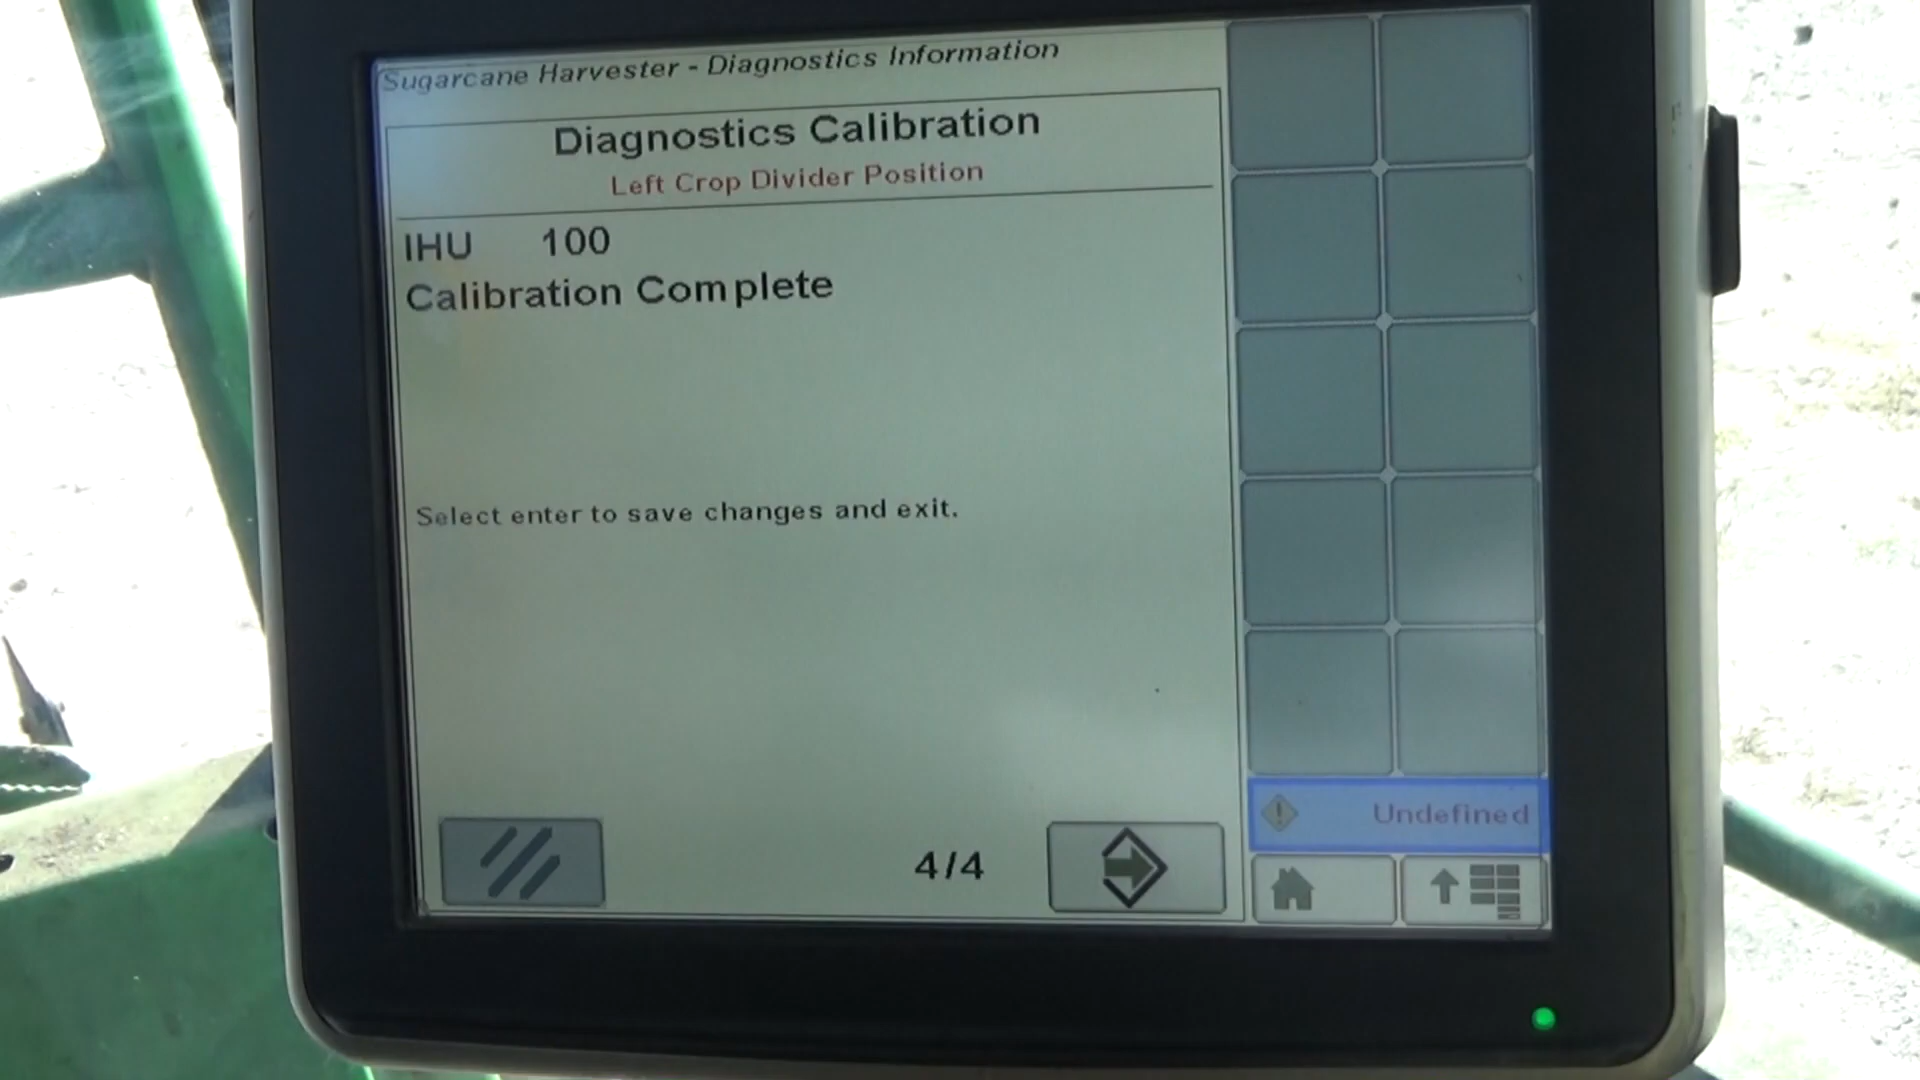 Sugarcane Harvester - Diagnostics Information
Diagnostics Calibration
Left Crop Divider Position
IHU 100
Calibration Complete
Select enter to save changes and exit.
4/4
Undefined